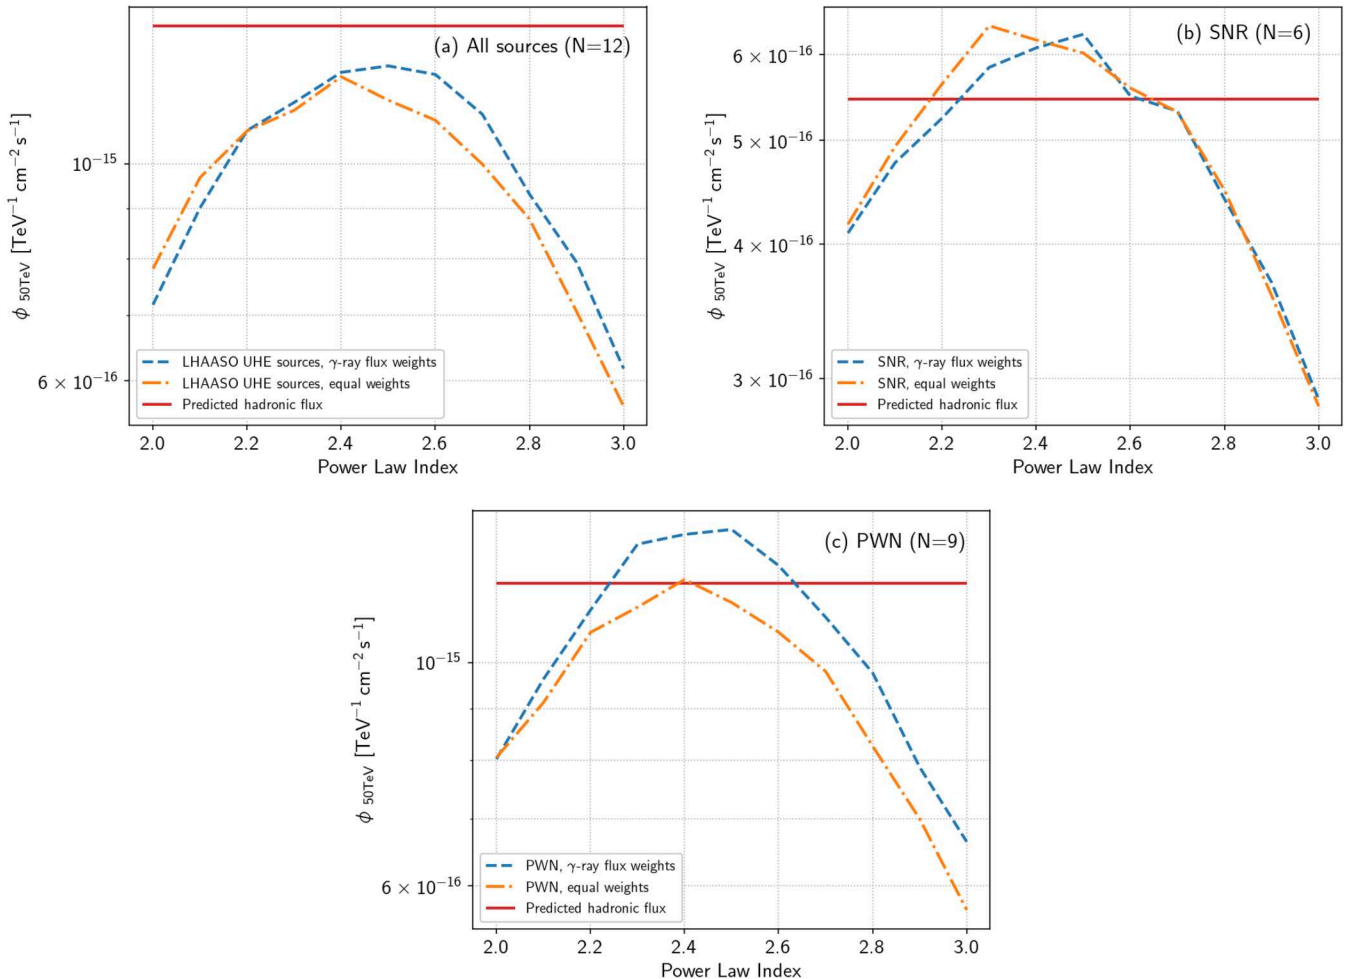 (a) All sources (N=12)
10⁻¹⁵
6 × 10⁻¹⁶
ϕ 50TeV [TeV⁻¹ cm⁻² s⁻¹]
LHAASO UHE sources, γ-ray flux weights
LHAASO UHE sources, equal weights
Predicted hadronic flux
2.0 2.2 2.4 2.6 2.8 3.0
Power Law Index
(b) SNR (N=6)
6 × 10⁻¹⁶
5 × 10⁻¹⁶
4 × 10⁻¹⁶
3 × 10⁻¹⁶
ϕ 50TeV [TeV⁻¹ cm⁻² s⁻¹]
SNR, γ-ray flux weights
SNR, equal weights
Predicted hadronic flux
2.0 2.2 2.4 2.6 2.8 3.0
Power Law Index
(c) PWN (N=9)
10⁻¹⁵
6 × 10⁻¹⁶
ϕ 50TeV [TeV⁻¹ cm⁻² s⁻¹]
PWN, γ-ray flux weights
PWN, equal weights
Predicted hadronic flux
2.0 2.2 2.4 2.6 2.8 3.0
Power Law Index